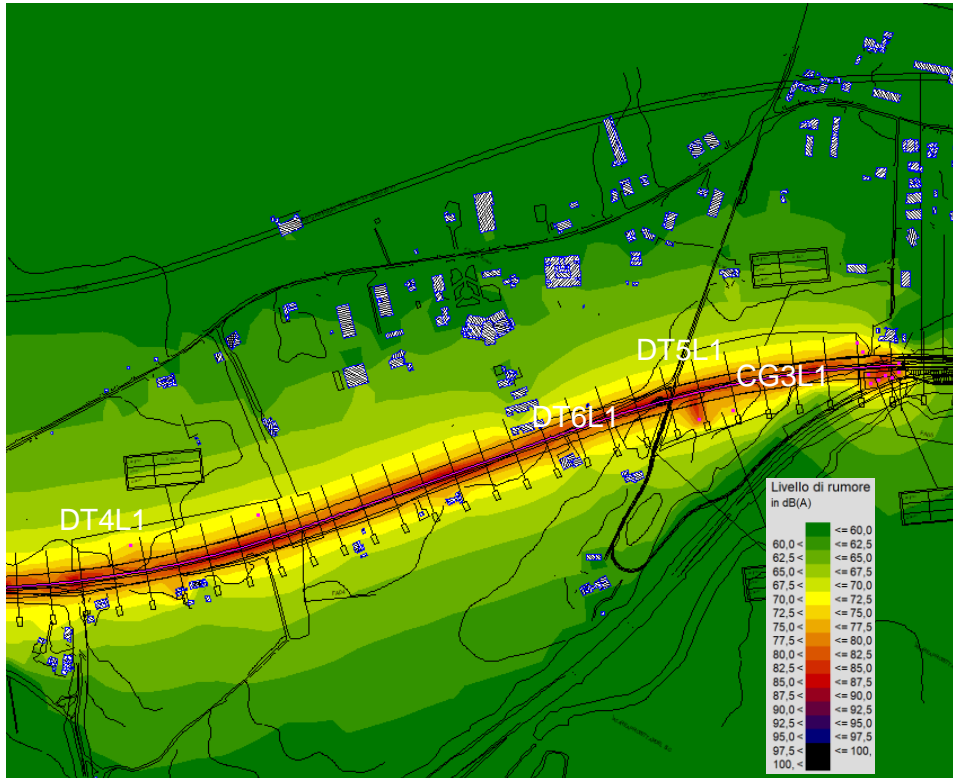 DT5L1
CG3L1
DT6L1
DT4L1
Livello di rumore
in dB(A)
<= 60,0
60,0 < <= 62,5
62,5 < <= 65,0
65,0 < <= 67,5
67,5 < <= 70,0
70,0 < <= 72,5
72,5 < <= 75,0
75,0 < <= 77,5
77,5 < <= 80,0
80,0 < <= 82,5
82,5 < <= 85,0
85,0 < <= 87,5
87,5 < <= 90,0
90,0 < <= 92,5
92,5 < <= 95,0
95,0 < <= 97,5
97,5 < <= 100,
100, <